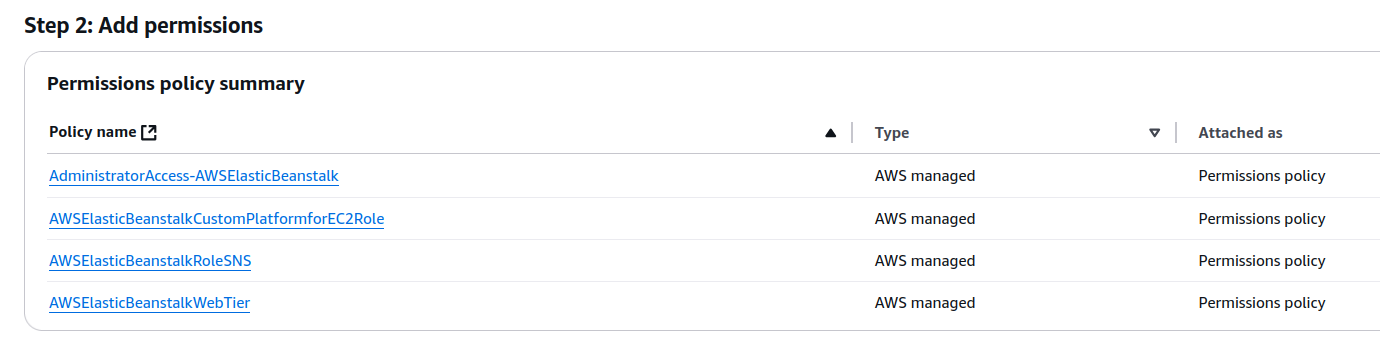 Step 2: Add permissions
Permissions policy summary
Policy name Type Attached as
AdministratorAccess-AWSElasticBeanstalk AWS managed Permissions policy
AWSElasticBeanstalkCustomPlatformforEC2Role AWS managed Permissions policy
AWSElasticBeanstalkRoleSNS AWS managed Permissions policy
AWSElasticBeanstalkWebTier AWS managed Permissions policy